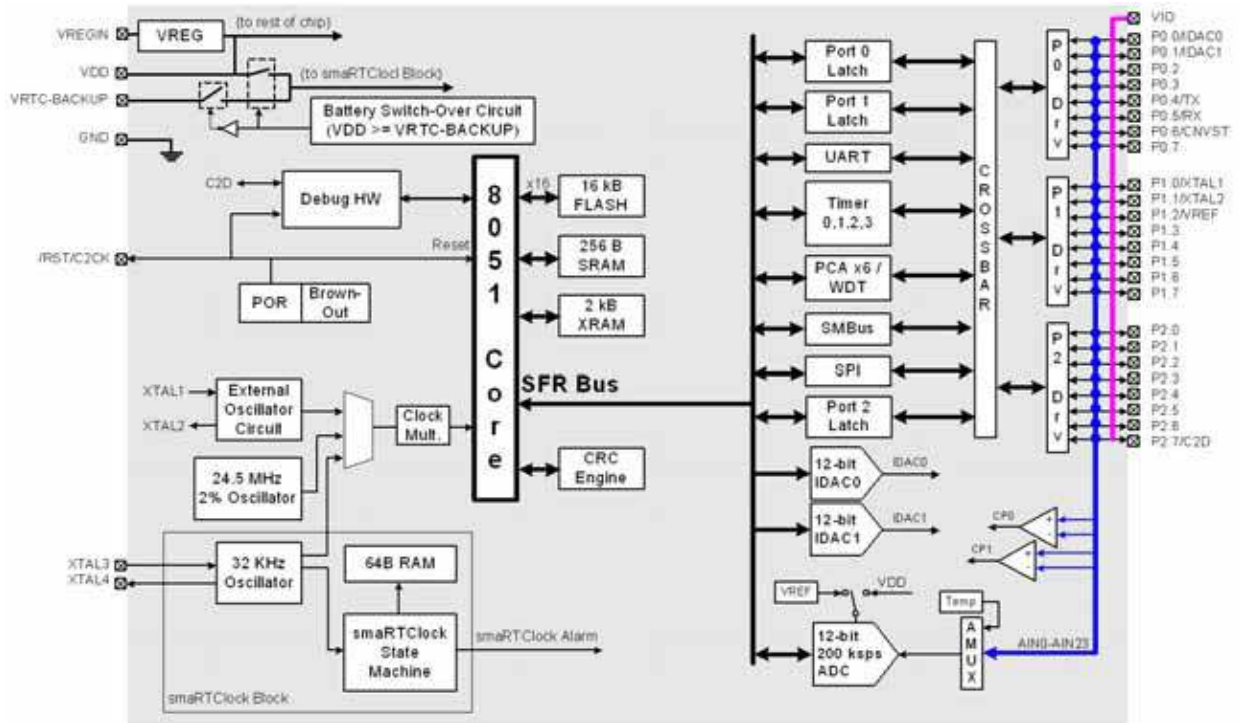 VREGIN
VREG
(to rest of chip)
VDD
(to smaRTClocl Block)
VRTC-BACKUP
Battery Switch-Over Circuit
(VDD >= VRTC-BACKUP)
GND
C2D
Debug HW
/RST/C2CK
Reset
POR
Brown-
Out
8051 Core
x16
16 kB
FLASH
256 B
SRAM
2 kB
XRAM
SFR Bus
CRC
Engine
XTAL1
XTAL2
External
Oscillator
Circuit
Clock
Mult.
24.5 MHz
2% Oscillator
XTAL3
XTAL4
32 KHz
Oscillator
64B RAM
smaRTClock
State
Machine
smaRTClock Alarm
smaRTClock Block
Port 0
Latch
Port 1
Latch
UART
Timer
0,1,2,3
PCA x6 /
WDT
SMBus
SPI
Port 2
Latch
CROSSBAR
P0 Drv
P1 Drv
P2 Drv
VIO
P0.0/IDAC0
P0.1/IDAC1
P0.2
P0.3
P0.4/TX
P0.5/RX
P0.6/CNVST
P0.7
P1.0/XTAL1
P1.1/XTAL2
P1.2/VREF
P1.3
P1.4
P1.5
P1.6
P1.7
P2.0
P2.1
P2.2
P2.3
P2.4
P2.5
P2.6
P2.7/C2D
12-bit
IDAC0
IDAC0
12-bit
IDAC1
IDAC1
CP0
+
-
CP1
+
-
VREF
VDD
Temp
12-bit
200 ksps
ADC
AMUX
AIN0-AIN23